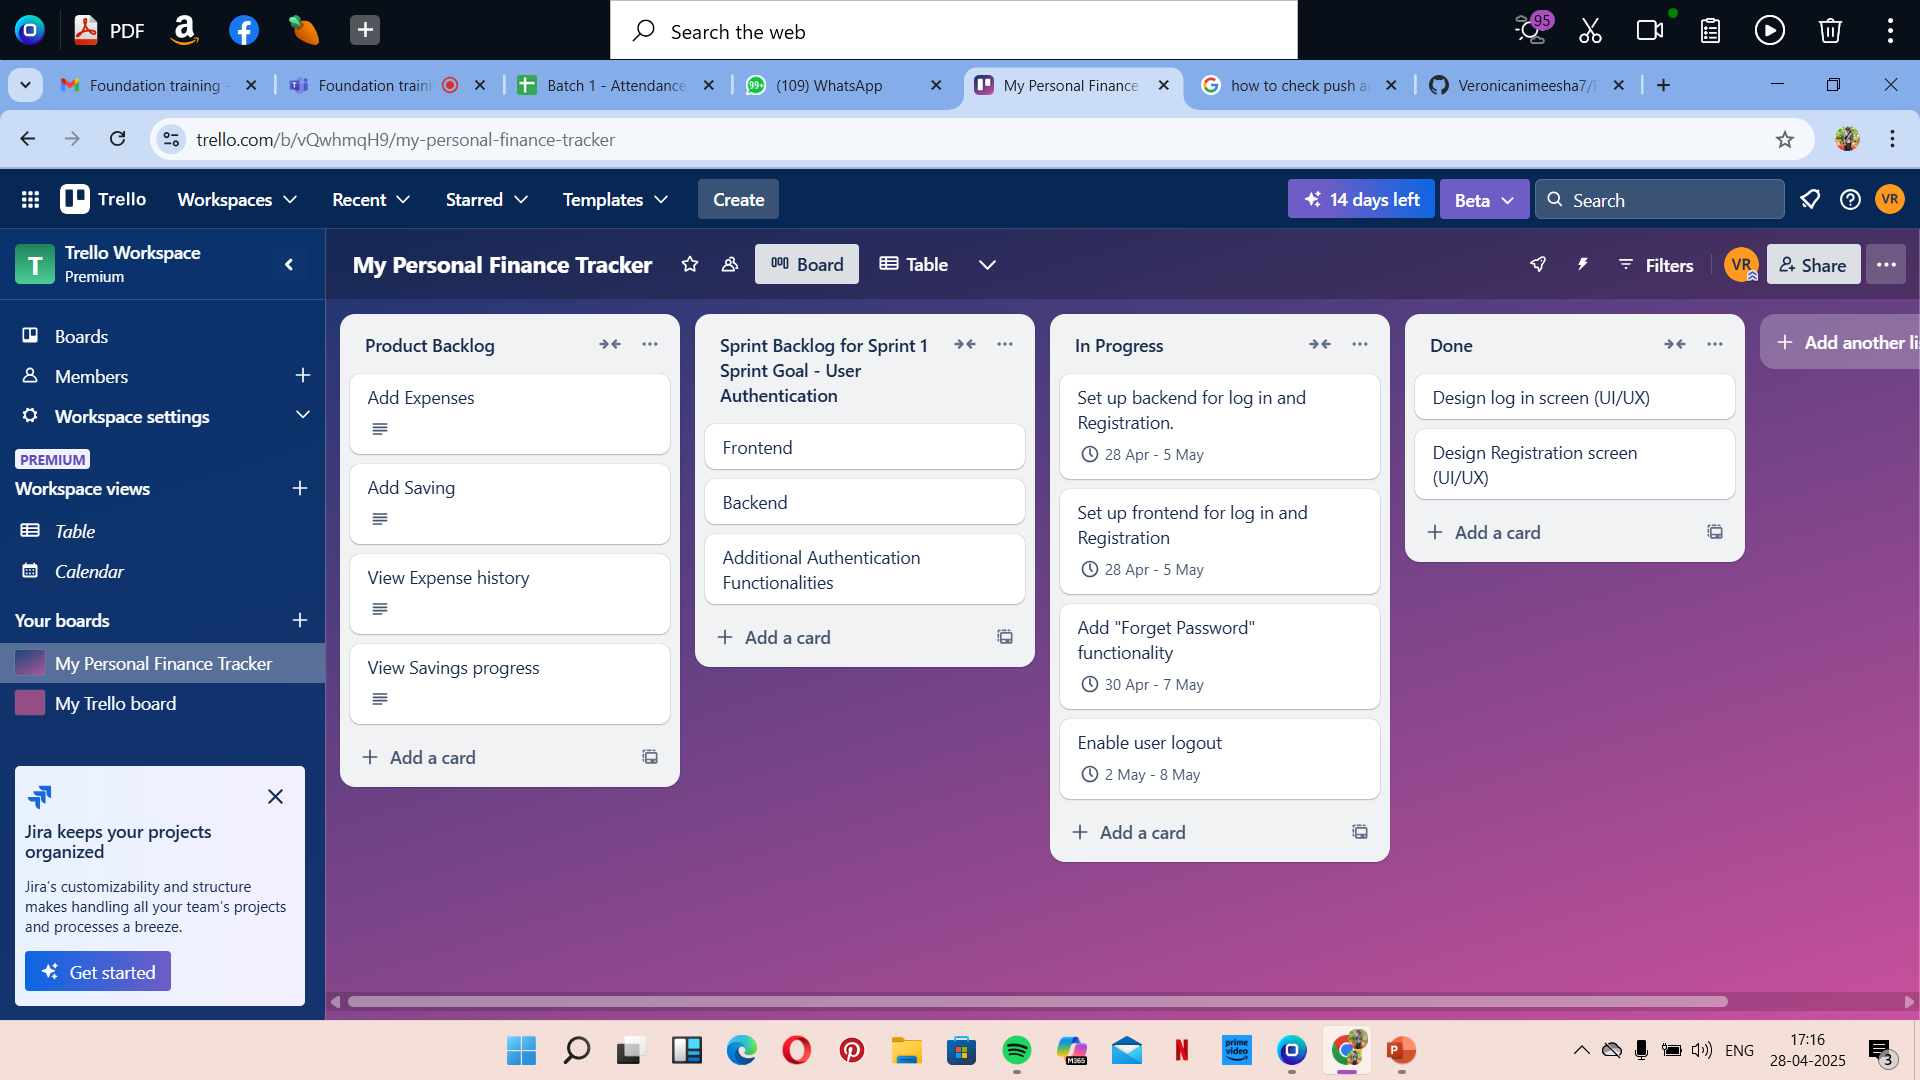 PDF
Search the web
95
Foundation training -
Foundation traini
Batch 1 - Attendance
99+
(109) WhatsApp
My Personal Finance
how to check push a
Veronicanimeesha7/
trello.com/b/vQwhmqH9/my-personal-finance-tracker
Trello
Workspaces
Recent
Starred
Templates
Create
14 days left
Beta
Search
VR
T
Trello Workspace
Premium
My Personal Finance Tracker
Board
Table
Filters
VR
Share
Boards
Members
Workspace settings
PREMIUM
Workspace views
Table
Calendar
Your boards
My Personal Finance Tracker
My Trello board
Jira keeps your projects
organized
Jira's customizability and structure
makes handling all your team's projects
and processes a breeze.
Get started
Product Backlog
Add Expenses
Add Saving
View Expense history
View Savings progress
Add a card
Sprint Backlog for Sprint 1
Sprint Goal - User
Authentication
Frontend
Backend
Additional Authentication
Functionalities
Add a card
In Progress
Set up backend for log in and
Registration.
28 Apr - 5 May
Set up frontend for log in and
Registration
28 Apr - 5 May
Add "Forget Password"
functionality
30 Apr - 7 May
Enable user logout
2 May - 8 May
Add a card
Done
Design log in screen (UI/UX)
Design Registration screen
(UI/UX)
Add a card
Add another li
M365
N
prime video
P
ENG
17:16
28-04-2025
3